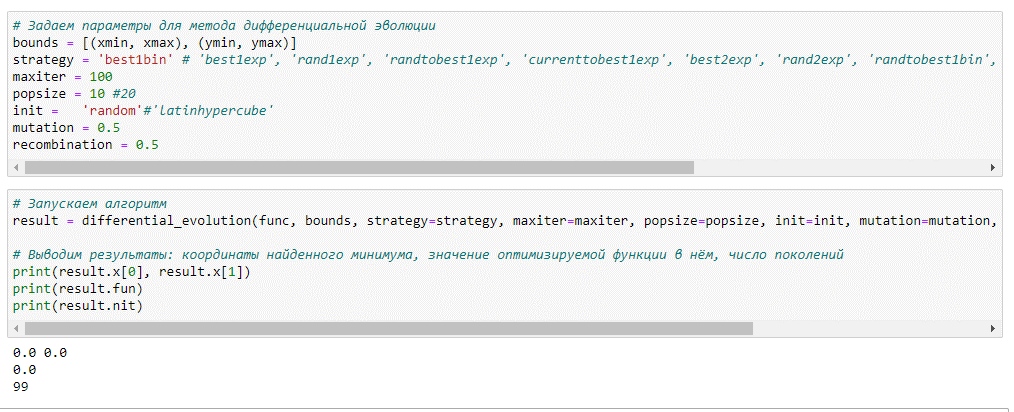 # Задаем параметры для метода дифференциальной эволюции
bounds = [(xmin, xmax), (ymin, ymax)]
strategy = 'best1bin' # 'best1exp', 'rand1exp', 'randtobest1exp', 'currenttobest1exp', 'best2exp', 'rand2exp', 'randtobest1bin',
maxiter = 100
popsize = 10 #20
init =   'random'#'latinhypercube'
mutation = 0.5
recombination = 0.5
# Запускаем алгоритм
result = differential_evolution(func, bounds, strategy=strategy, maxiter=maxiter, popsize=popsize, init=init, mutation=mutation,
# Выводим результаты: координаты найденного минимума, значение оптимизируемой функции в нём, число поколений
print(result.x[0], result.x[1])
print(result.fun)
print(result.nit)
0.0 0.0
0.0
99